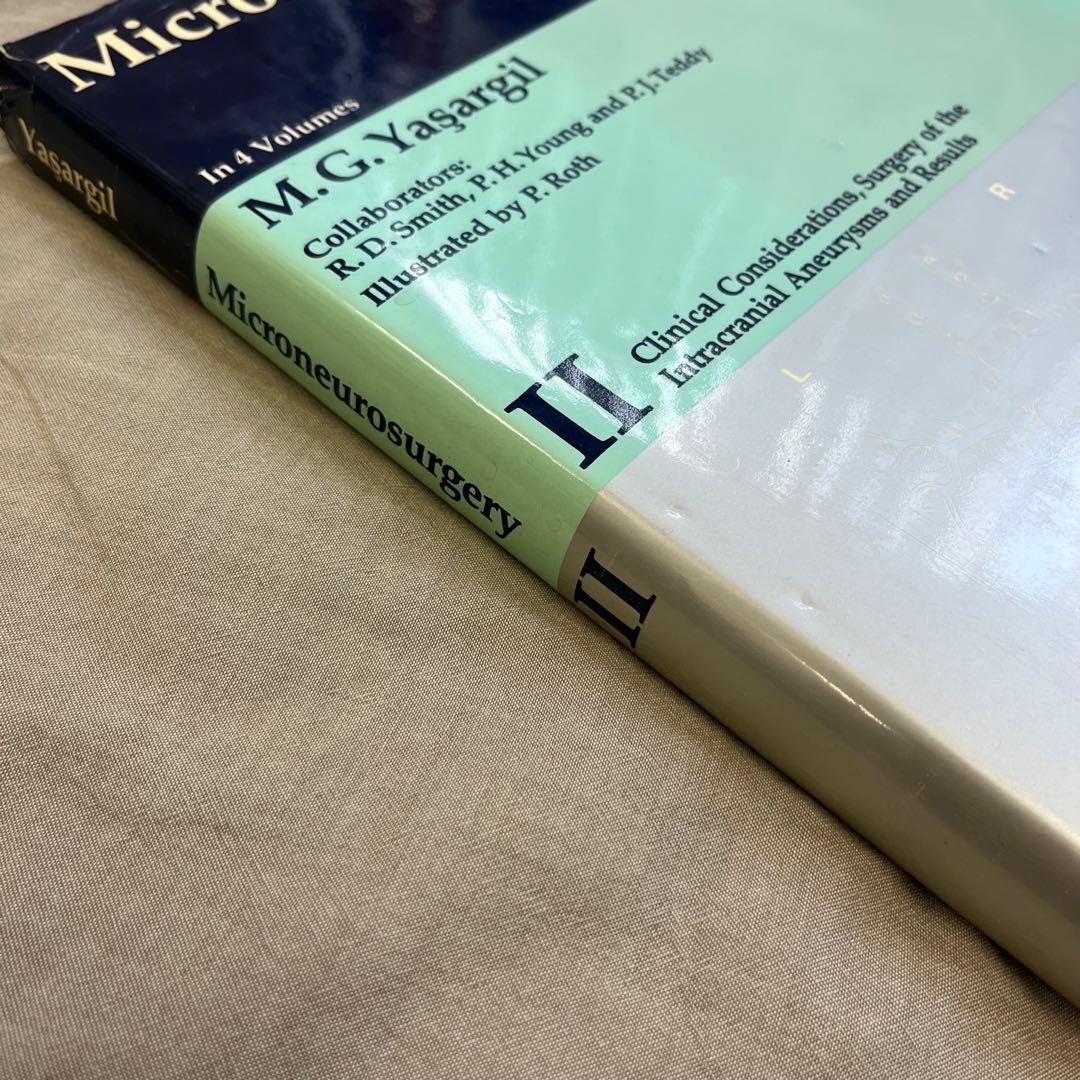 Micro
In 4 Volumes
M.G.Yaşargil
Collaborators:
R.D. Smith, P.H.Young and P.J.Teddy
Illustrated by P. Roth
II
Clinical Considerations, Surgery of the
Intracranial Aneurysms and Results
R
L
Yaşargil
Microneurosurgery
II